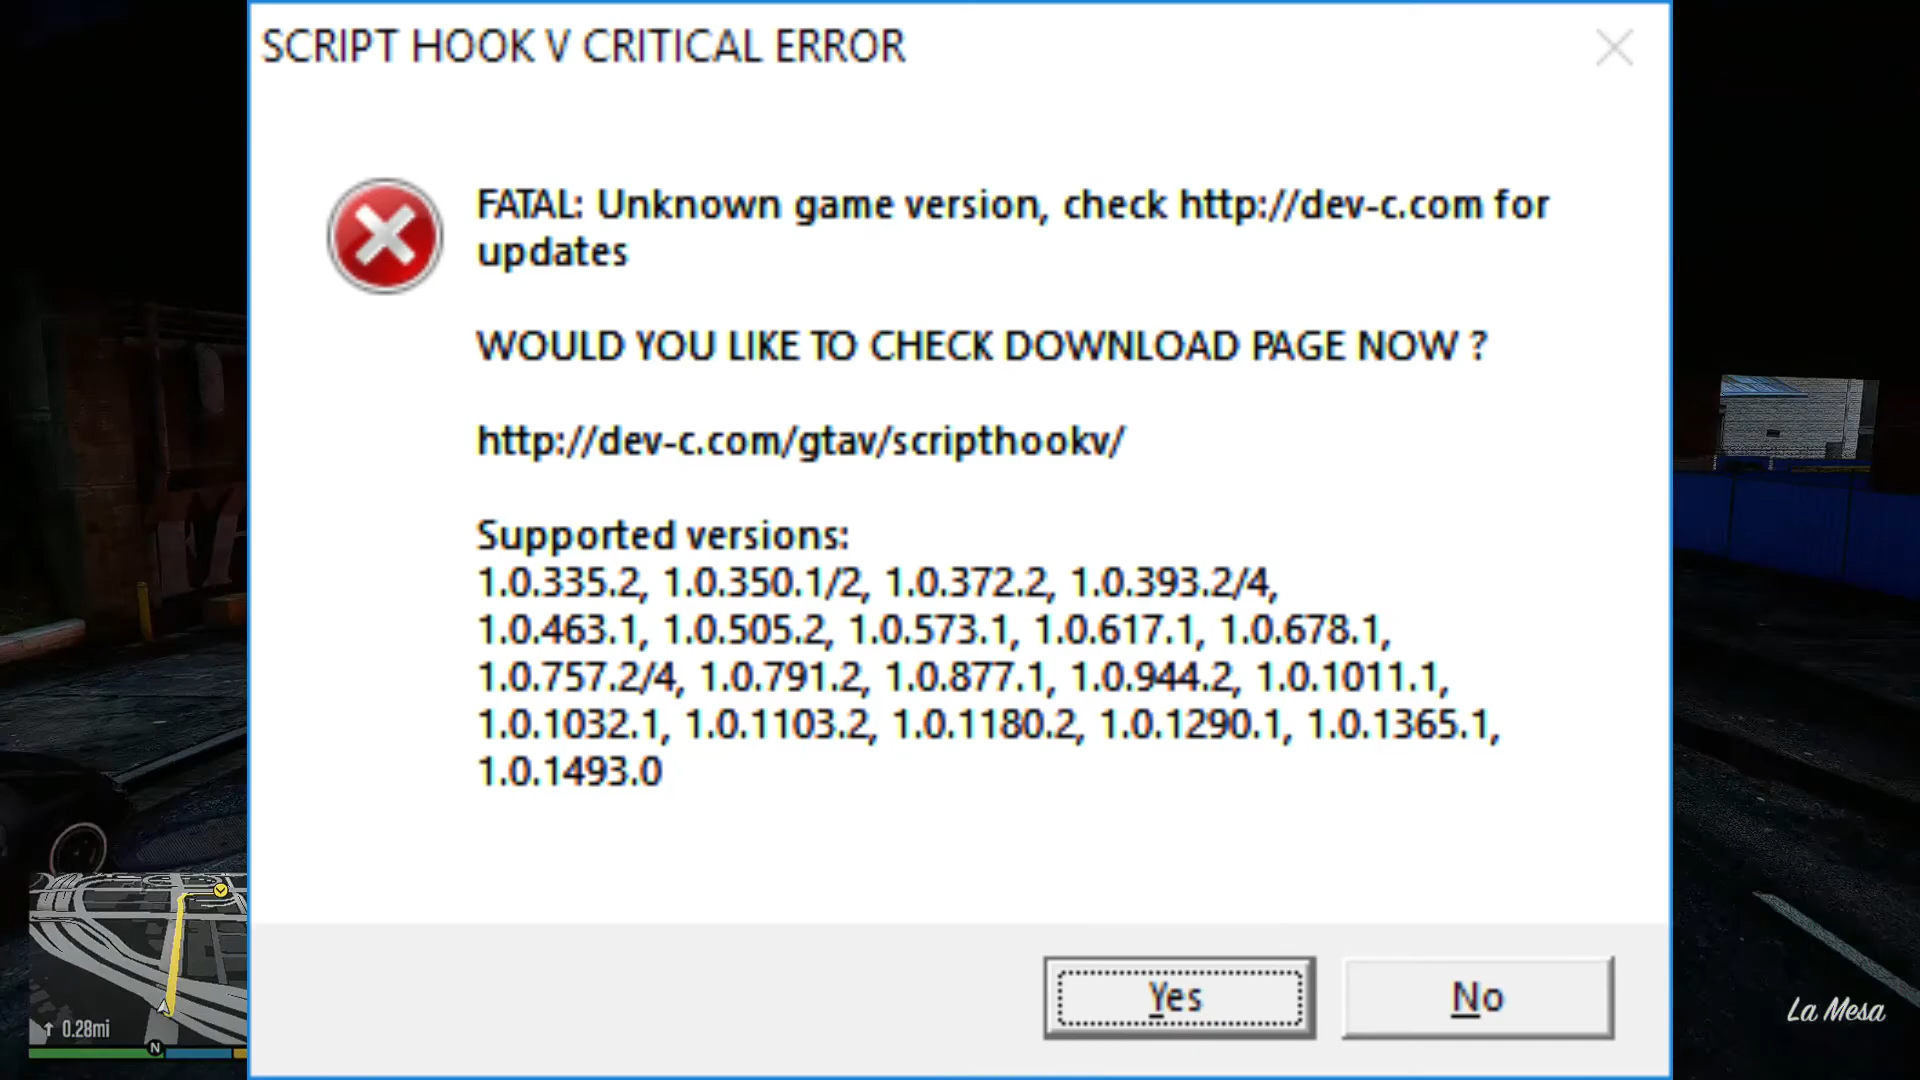 SCRIPT HOOK V CRITICAL ERROR
FATAL: Unknown game version, check http://dev-c.com for
updates
WOULD YOU LIKE TO CHECK DOWNLOAD PAGE NOW ?
http://dev-c.com/gtav/scripthookv/
Supported versions:
1.0.335.2, 1.0.350.1/2, 1.0.372.2, 1.0.393.2/4,
1.0.463.1, 1.0.505.2, 1.0.573.1, 1.0.617.1, 1.0.678.1,
1.0.757.2/4, 1.0.791.2, 1.0.877.1, 1.0.944.2, 1.0.1011.1,
1.0.1032.1, 1.0.1103.2, 1.0.1180.2, 1.0.1290.1, 1.0.1365.1,
1.0.1493.0
Yes
No
0.28mi
N
La Mesa